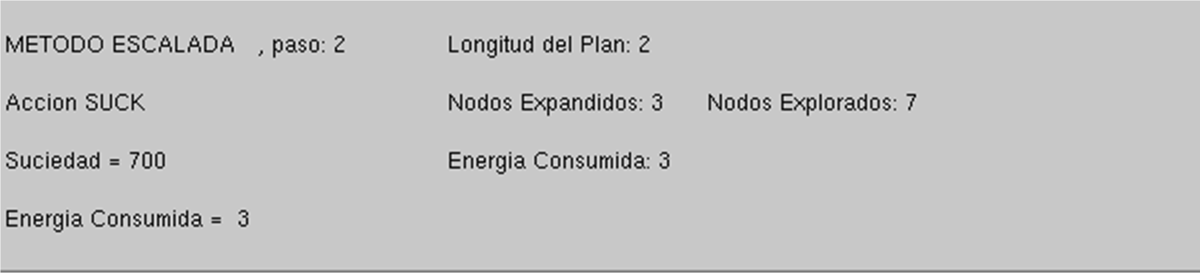 METODO ESCALADA , paso: 2 Longitud del Plan: 2
Accion SUCK Nodos Expandidos: 3 Nodos Explorados: 7
Suciedad = 700 Energia Consumida: 3
Energia Consumida = 3